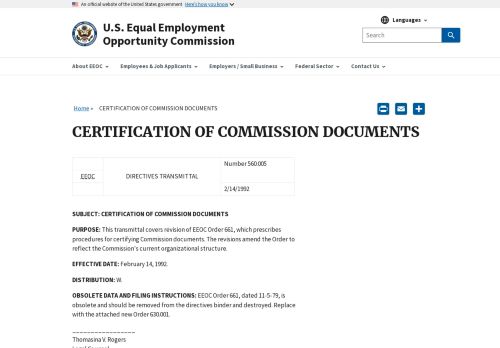 An official website of the United States government Here's how you know
Languages
U.S. Equal Employment
Opportunity Commission
Search
About EEOC
Employees & Job Applicants
Employers / Small Business
Federal Sector
Contact Us
Home » CERTIFICATION OF COMMISSION DOCUMENTS
CERTIFICATION OF COMMISSION DOCUMENTS
Number 560.005
EEOC DIRECTIVES TRANSMITTAL
2/14/1992
SUBJECT: CERTIFICATION OF COMMISSION DOCUMENTS
PURPOSE: This transmittal covers revision of EEOC Order 661, which prescribes
procedures for certifying Commission documents. The revisions amend the Order to
reflect the Commission's current organizational structure.
EFFECTIVE DATE: February 14, 1992.
DISTRIBUTION: W.
OBSOLETE DATA AND FILING INSTRUCTIONS: EEOC Order 661, dated 11-5-79, is
obsolete and should be removed from the directives binder and destroyed. Replace
with the attached new Order 630.001.
_________________
Thomasina V. Rogers
Legal Counsel